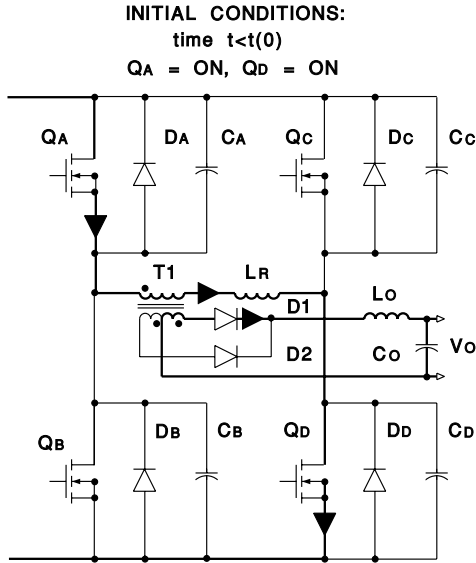 INITIAL CONDITIONS:
time t<t(0)
QA = ON, QD = ON
QA DA CA QC DC CC
T1 LR
D1 LO
D2 CO VO
QB DB CB QD DD CD